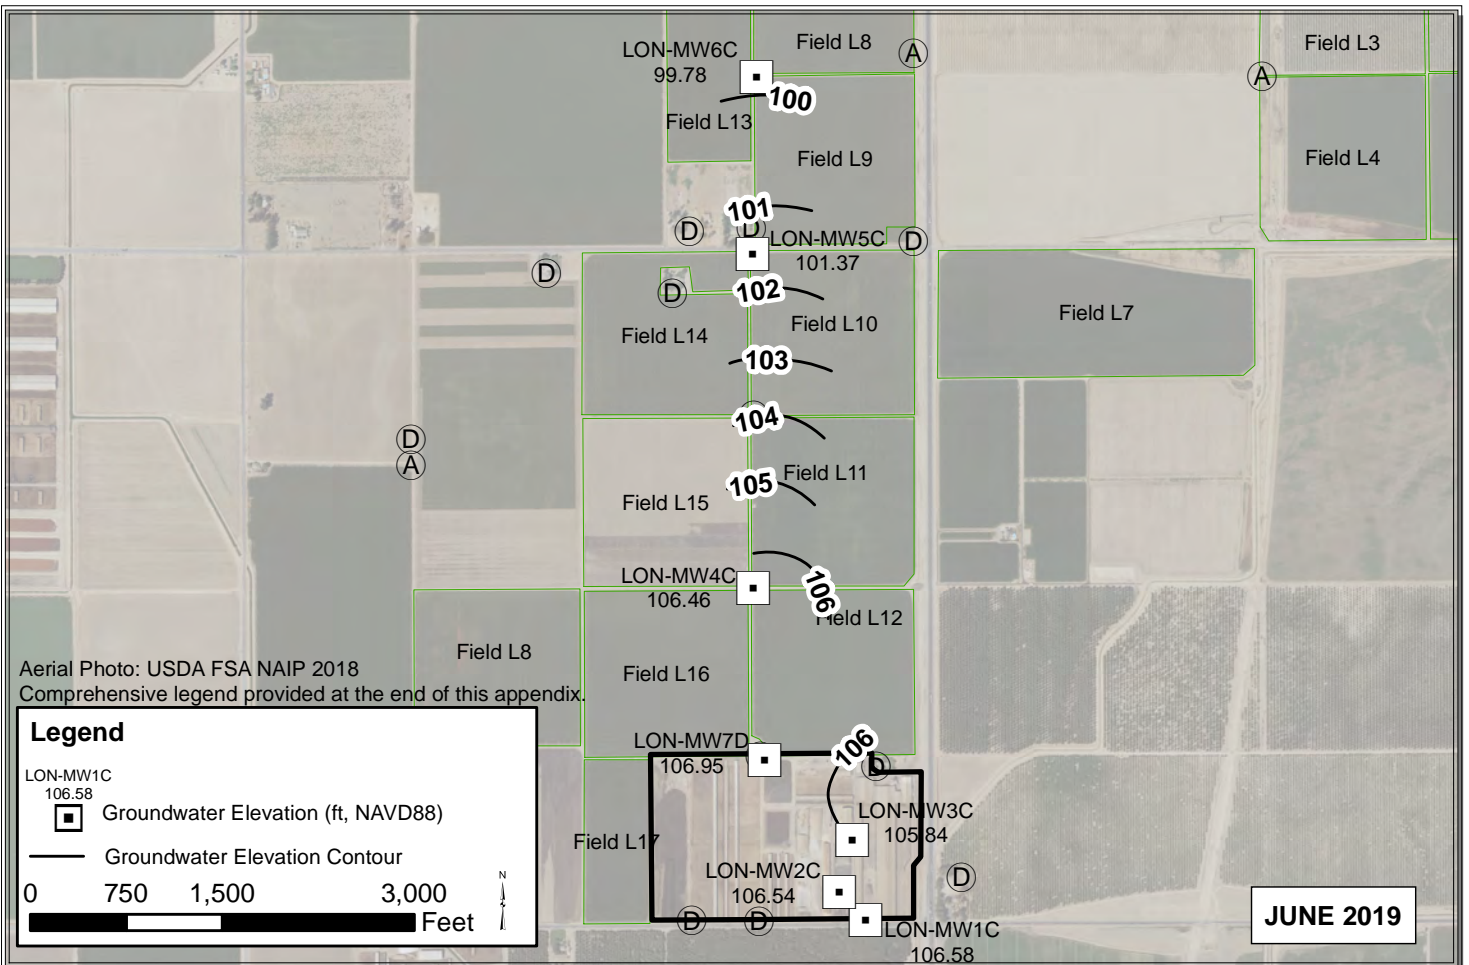 LON-MW6C
99.78
Field L8
A
Field L3
A
100
Field L13
Field L9
Field L4
101
D
D
LON-MW5C
101.37
D
D
D
102
Field L14
Field L10
Field L7
103
104
D
A
105
Field L11
Field L15
LON-MW4C
106.46
106
Field L12
Field L8
Field L16
Aerial Photo: USDA FSA NAIP 2018
Comprehensive legend provided at the end of this appendix.
LON-MW7D
106.95
106
D
LON-MW3C
105.84
Field L17
LON-MW2C
106.54
D
D
D
LON-MW1C
106.58
Legend
LON-MW1C
106.58
Groundwater Elevation (ft, NAVD88)
Groundwater Elevation Contour
0 750 1,500 3,000
Feet
N
JUNE 2019